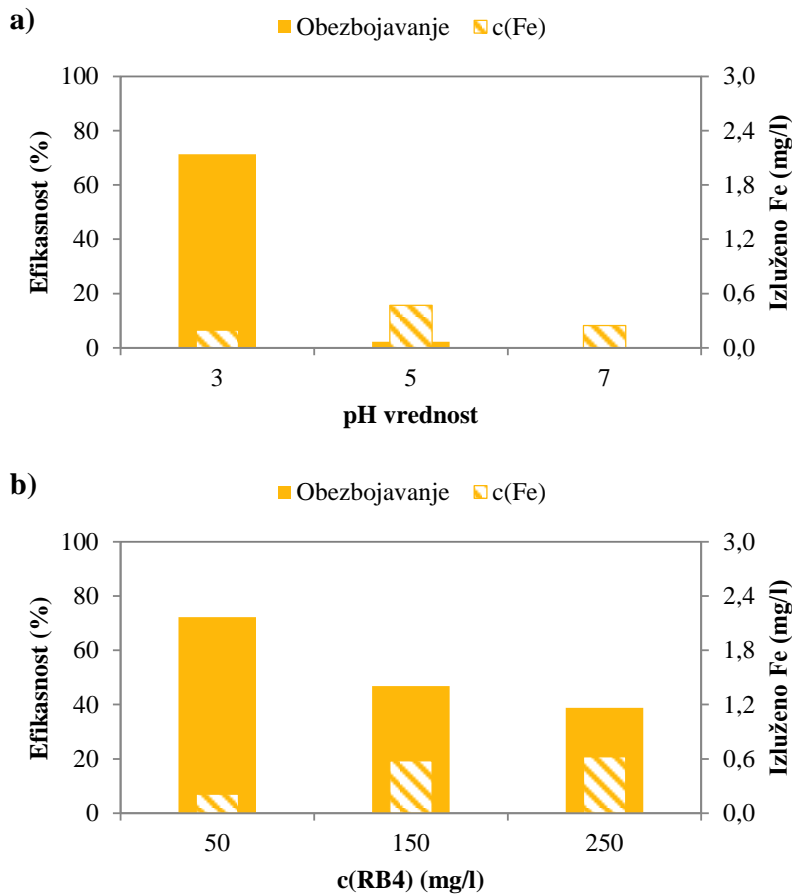 a)
Obezbojavanje c(Fe)
100 3,0
80 2,4
60 1,8
40 1,2
20 0,6
0 0,0
Efikasnost (%)
Izluženo Fe (mg/l)
3 5 7
pH vrednost
b)
Obezbojavanje c(Fe)
100 3,0
80 2,4
60 1,8
40 1,2
20 0,6
0 0,0
Efikasnost (%)
Izluženo Fe (mg/l)
50 150 250
c(RB4) (mg/l)